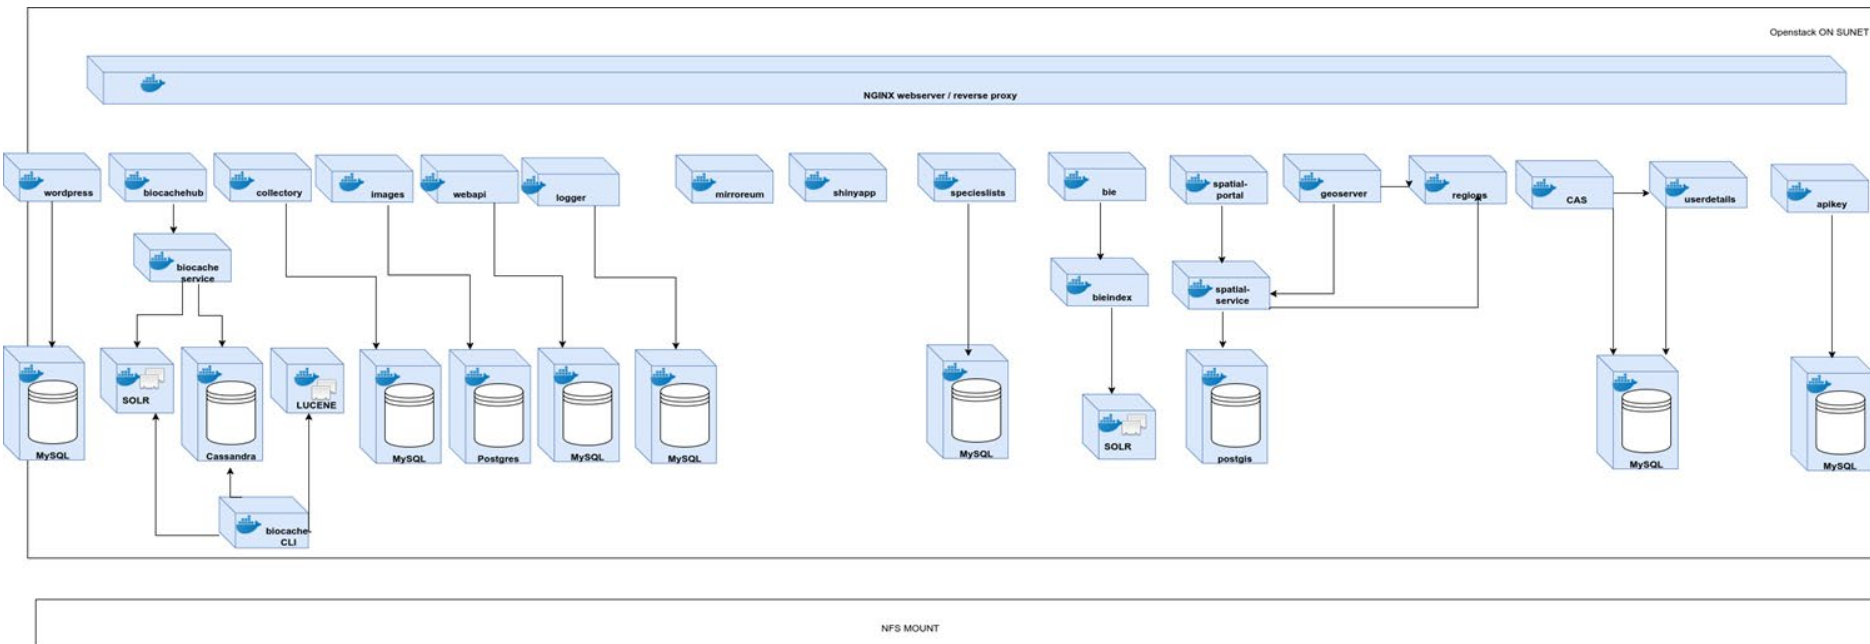 Openstack ON SUNET
NGINX webserver / reverse proxy
wordpress
biocachehub
collectory
images
webapi
logger
mirroreum
shinyapp
specieslists
bie
spatial-
portal
geoserver
regions
CAS
userdetails
apikey
biocache
service
bieindex
spatial-
service
SOLR
LUCENE
MySQL
Cassandra
MySQL
Postgres
MySQL
MySQL
MySQL
SOLR
postgis
MySQL
MySQL
biocache-
CLI
NFS MOUNT